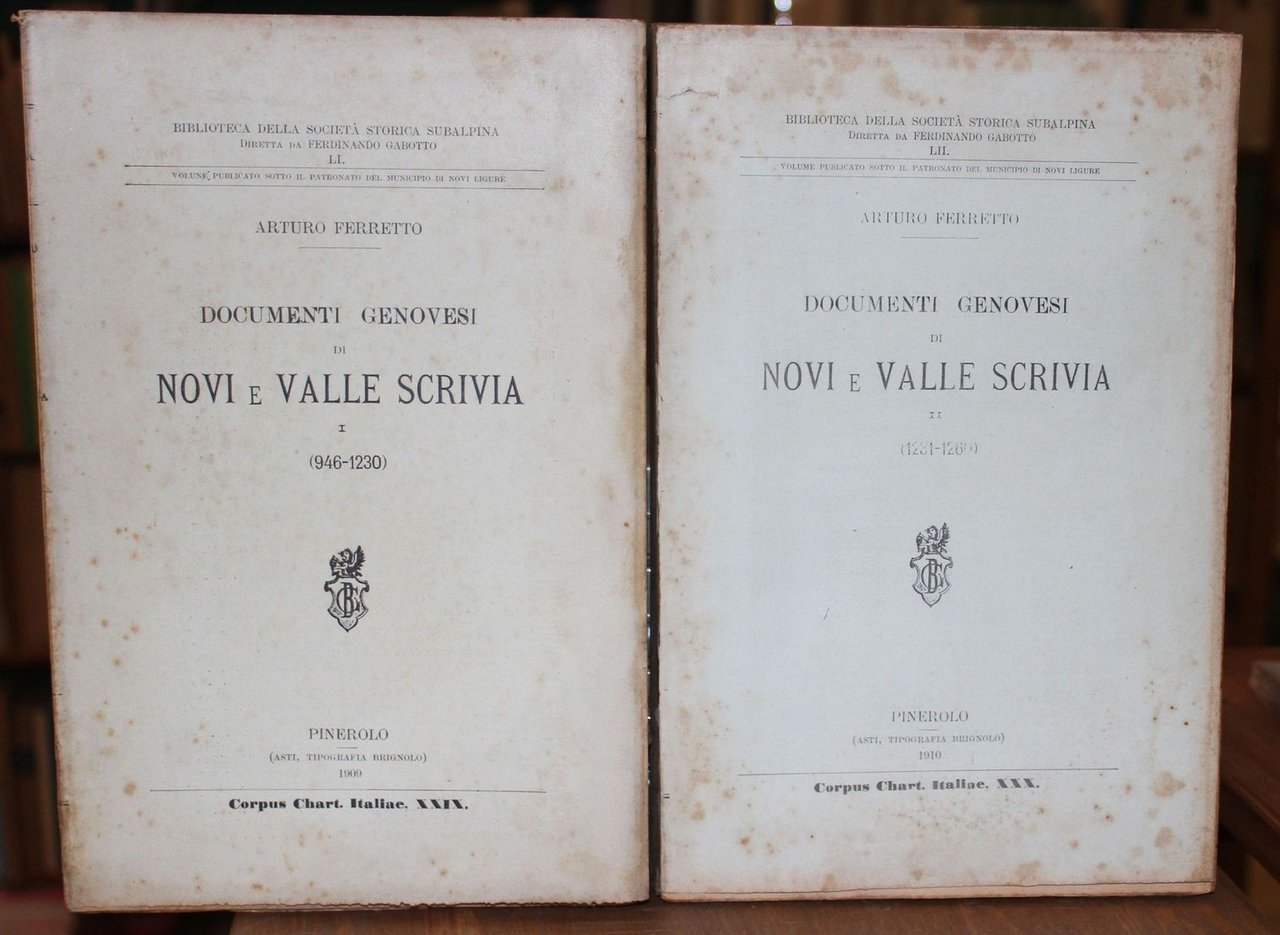 BIBLIOTECA DELLA SOCIETÀ STORICA SUBALPINA
DIRETTA DA FERDINANDO GABOTTO
LI.
VOLUME PUBLICATO SOTTO IL PATRONATO DEL MUNICIPIO DI NOVI LIGURE
ARTURO FERRETTO
DOCUMENTI GENOVESI
DI
NOVI E VALLE SCRIVIA
I
(946-1230)
PINEROLO
(ASTI, TIPOGRAFIA BRIGNOLO)
1909
Corpus Chart. Italiae. XXIX.
BIBLIOTECA DELLA SOCIETÀ STORICA SUBALPINA
DIRETTA DA FERDINANDO GABOTTO
LII.
VOLUME PUBLICATO SOTTO IL PATRONATO DEL MUNICIPIO DI NOVI LIGURE
ARTURO FERRETTO
DOCUMENTI GENOVESI
DI
NOVI E VALLE SCRIVIA
II
(1231-1260)
PINEROLO
(ASTI, TIPOGRAFIA BRIGNOLO)
1910
Corpus Chart. Italiae. XXX.